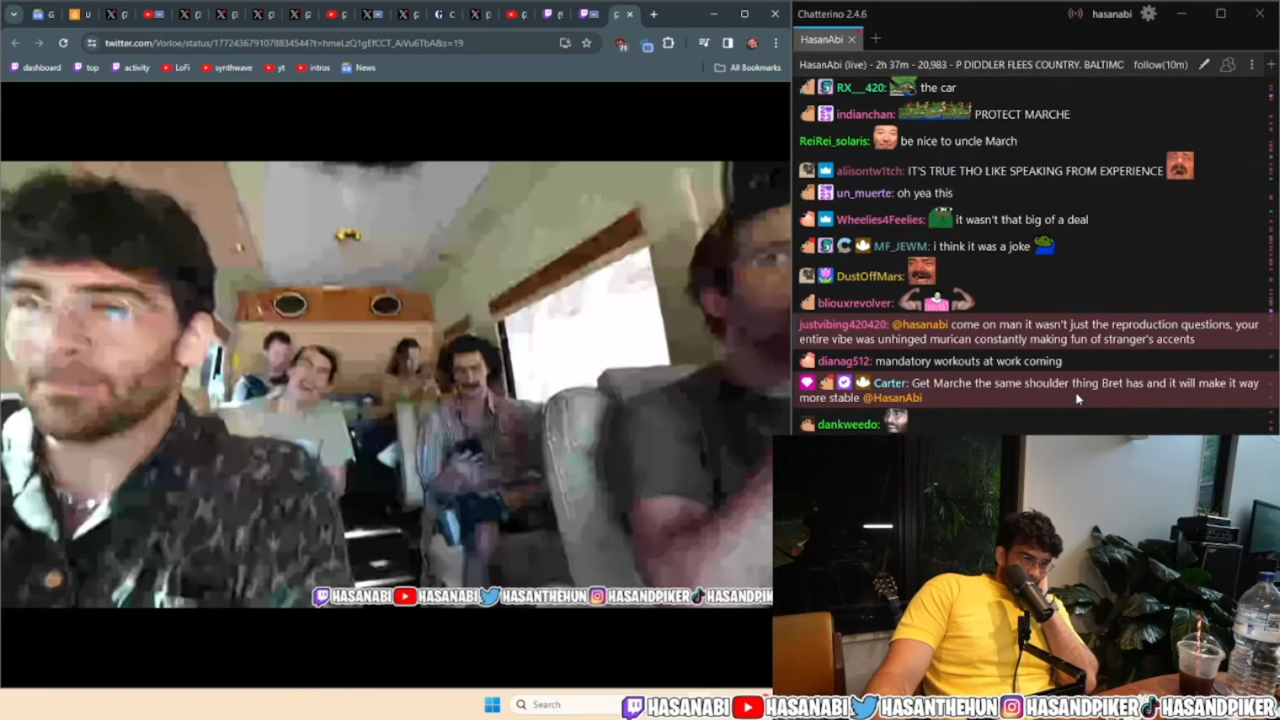 Chatterino 2.4.6
hasanabi
twitter.com/Vorloe/status/1772436791078834544?t=hmeLzQ1gEfCCT_AiVu6TbA&s=19
HasanAbi
dashboard top activity LoFi synthwave yt intros News All Bookmarks
HasanAbi (live) - 2h 37m - 20,983 - P DIDDLER FLEES COUNTRY. BALTIMC follow(10m)
RX__420: the car
indianchan: PROTECT MARCHE
ReiRei_solaris: be nice to uncle March
aliisontw1tch: IT'S TRUE THO LIKE SPEAKING FROM EXPERIENCE
un_muerte: oh yea this
Wheelies4Feelies: it wasn't that big of a deal
MF_JEWM: i think it was a joke
DustOffMars:
bliouxrevolver:
justvibing420420: @hasanabi come on man it wasn't just the reproduction questions, your
entire vibe was unhinged murican constantly making fun of stranger's accents
dianag512: mandatory workouts at work coming
Carter: Get Marche the same shoulder thing Bret has and it will make it way
more stable @HasanAbi
dankweedo:
HASANABI HASANABI HASANTHEHUN HASANDPIKER HASANDPIK
Search
HASANABI HASANABI HASANTHEHUN HASANDPIKER HASANDPIKER